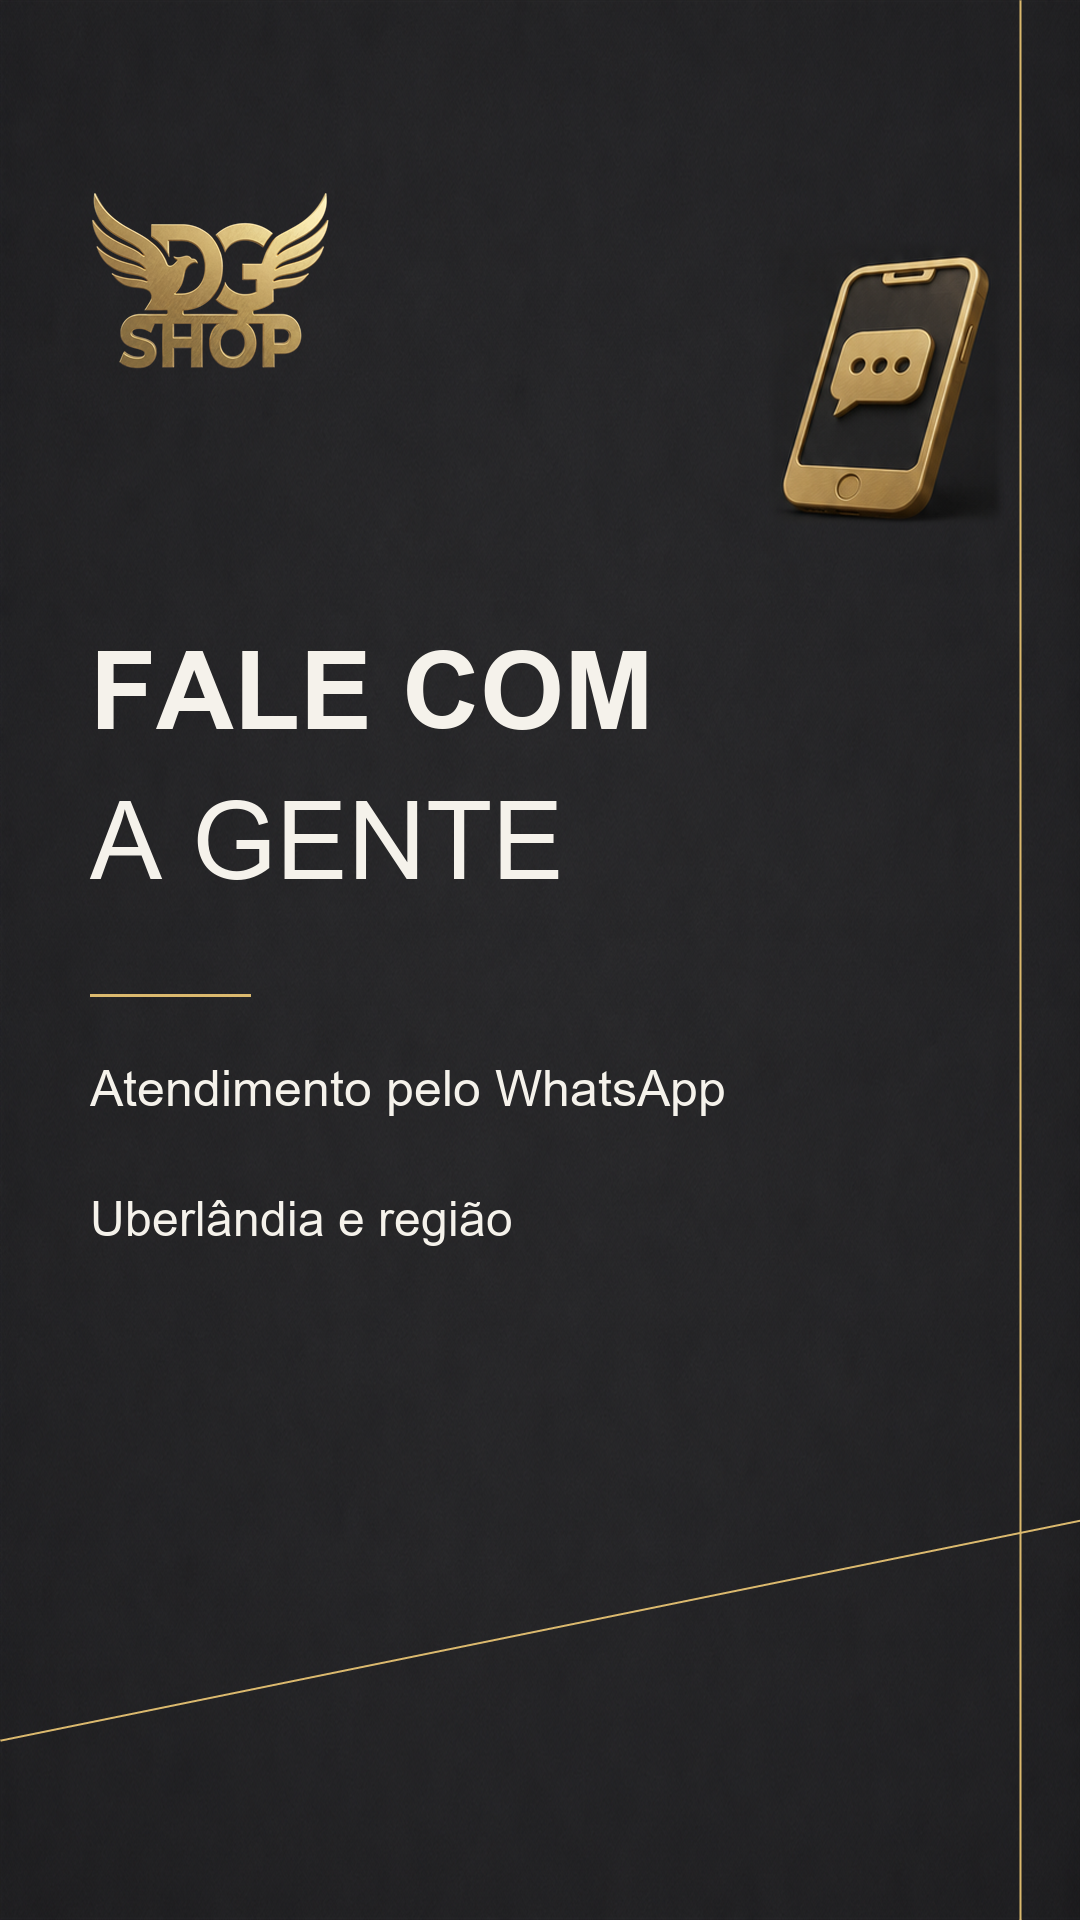 DG
SHOP
FALE COM
A GENTE
Atendimento pelo WhatsApp
Uberlândia e região